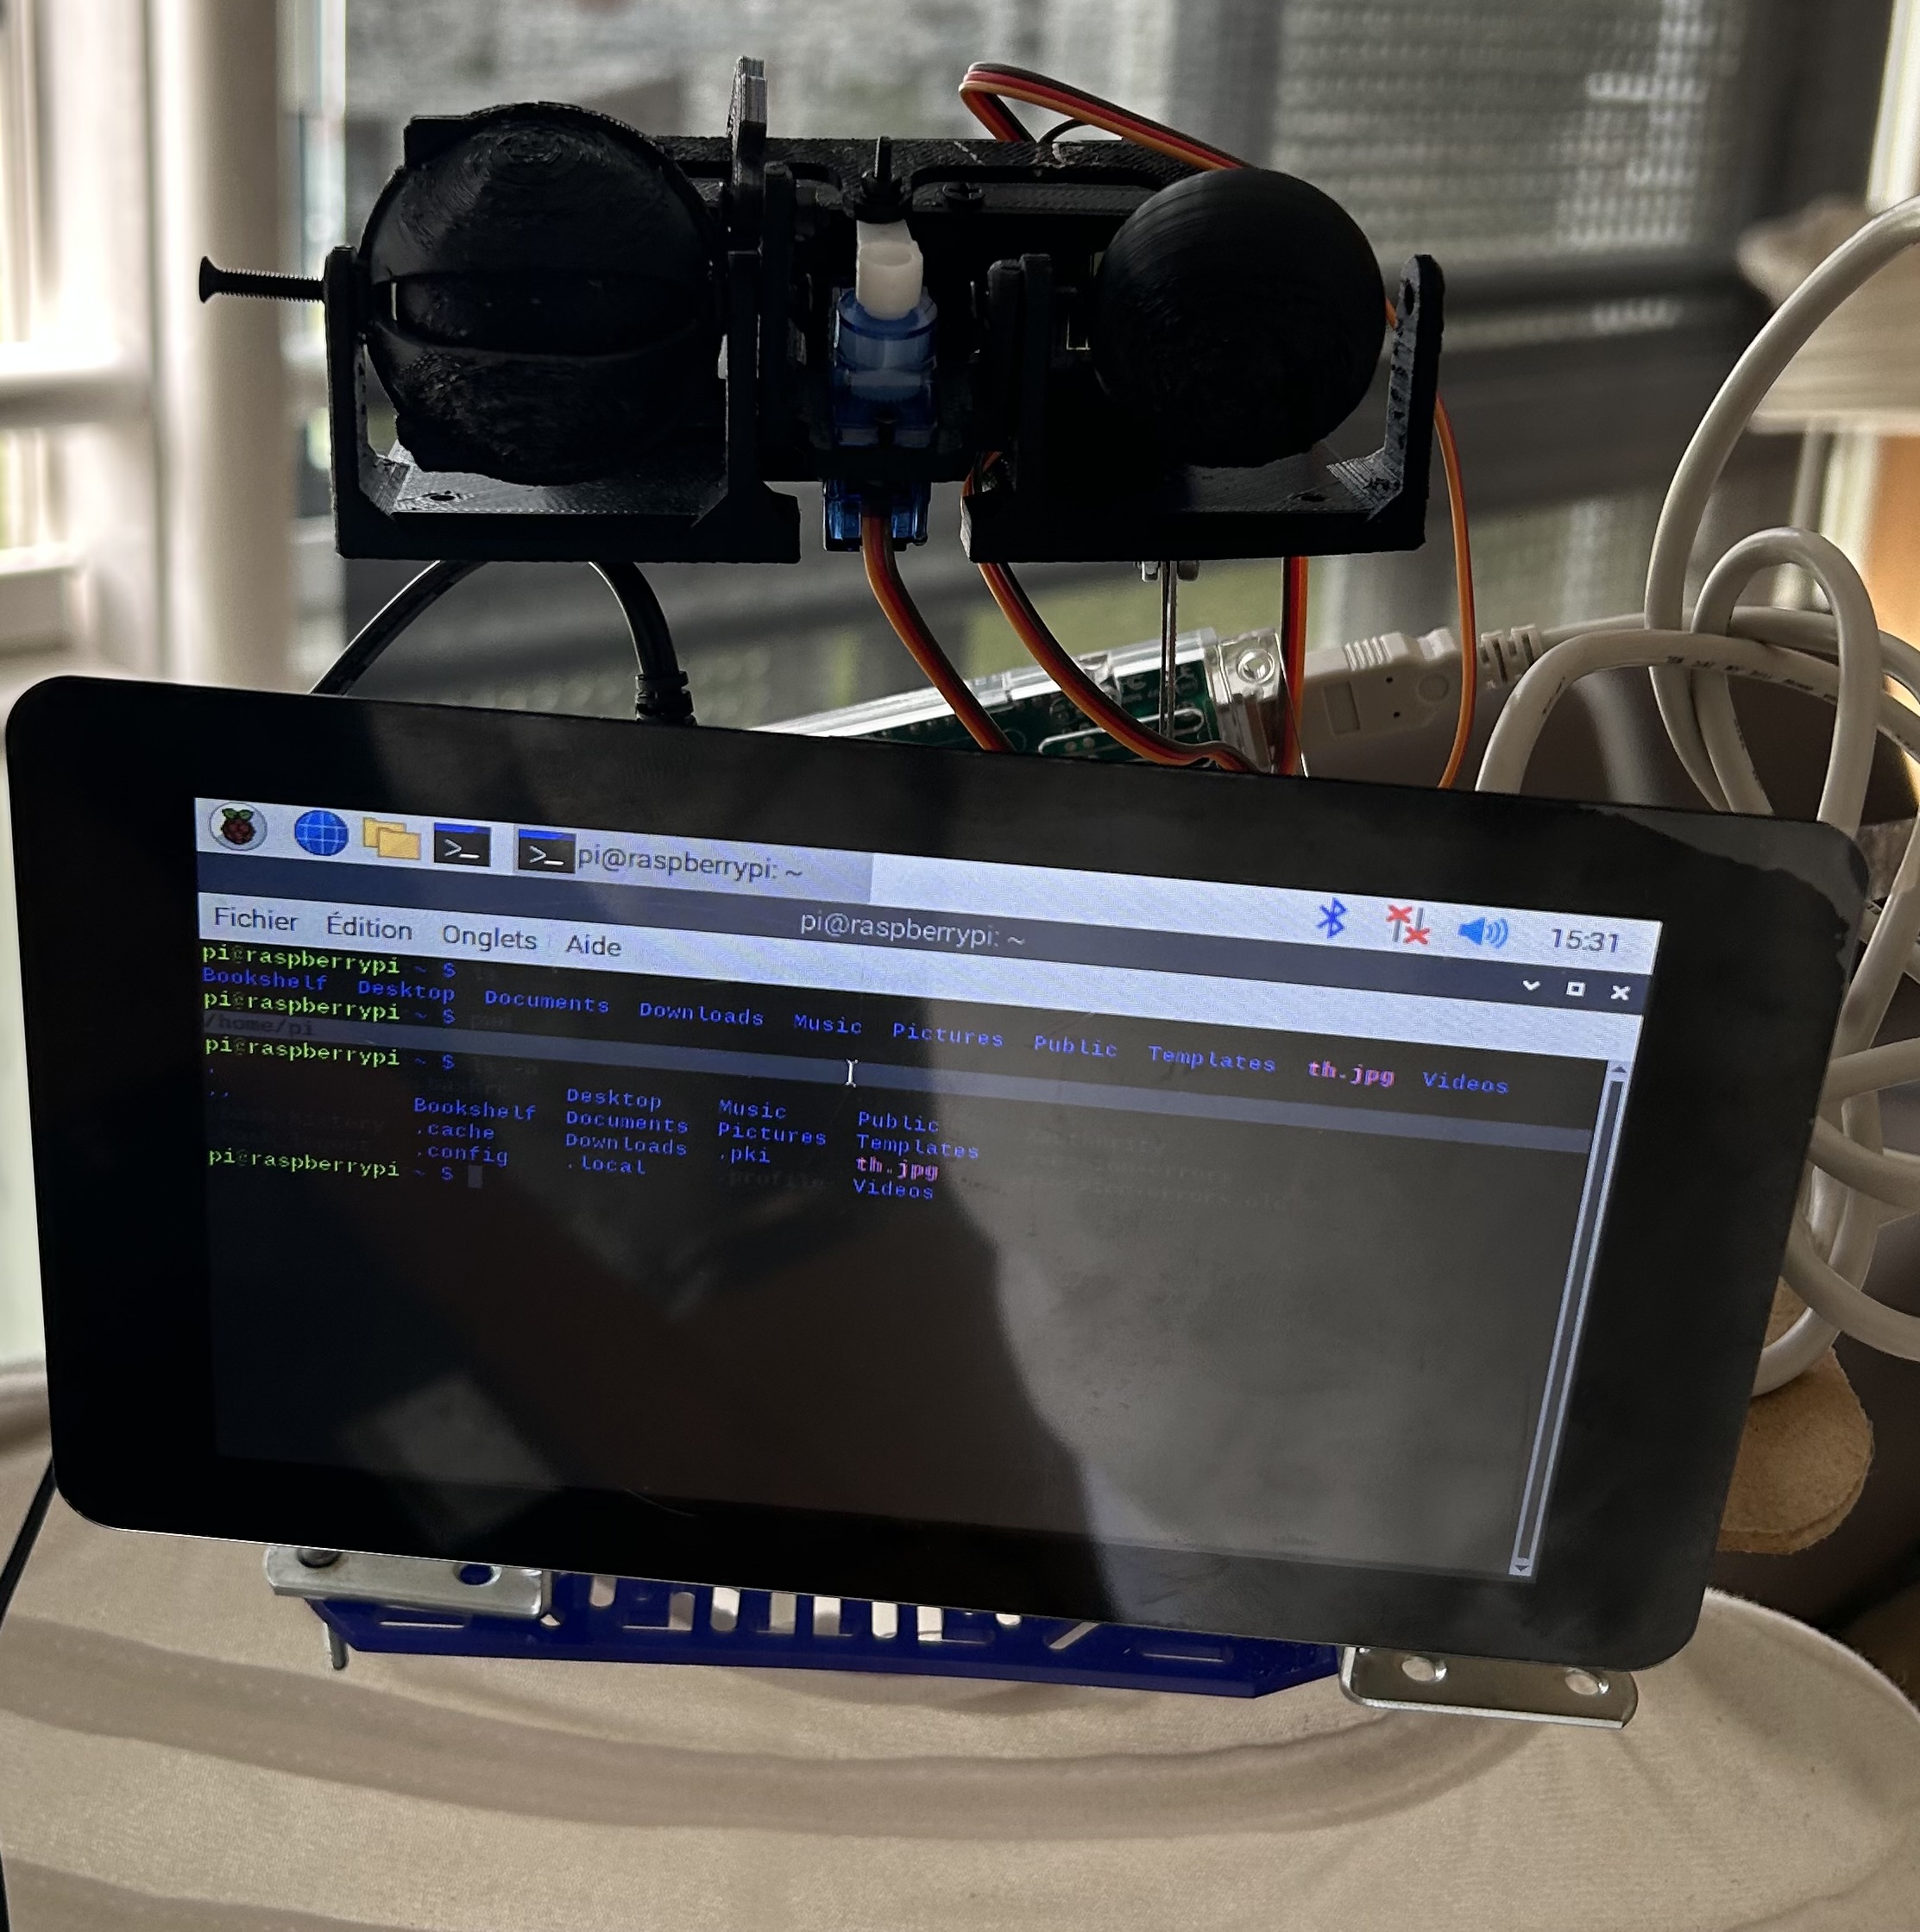 pi@raspberrypi: ~
pi@raspberrypi: ~
15:31
Fichier Édition Onglets Aide
pi@raspberrypi ~ $
Bookshelf Desktop Documents Downloads Music Pictures Public Templates th.jpg Videos
pi@raspberrypi ~ $
/home/pi
pi@raspberrypi ~ $
. Desktop Music Public
.. Bookshelf Documents Pictures Templates
.cache Downloads .pki th.jpg
.config .local .profile Videos
pi@raspberrypi ~ $